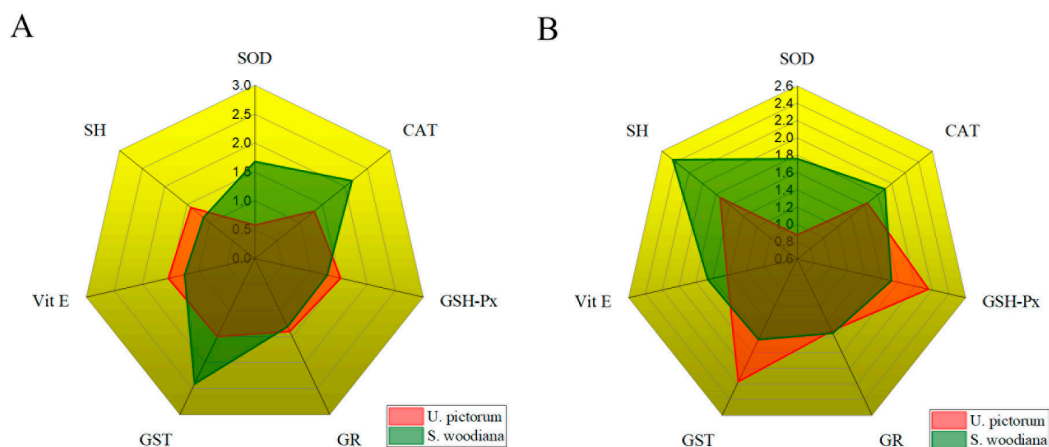 A
SOD
3.0
2.5
2.0
1.5
1.0
0.5
0.0
CAT
GSH-Px
GR
GST
Vit E
SH
U. pictorum
S. woodiana
B
SOD
2.6
2.4
2.2
2.0
1.8
1.6
1.4
1.2
1.0
0.8
0.6
CAT
GSH-Px
GR
GST
Vit E
SH
U. pictorum
S. woodiana